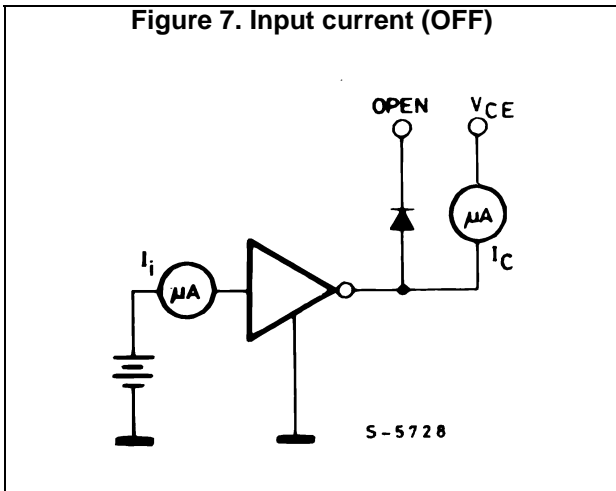 Figure 7. Input current (OFF)
OPEN
VCE
μA
IC
Ii
μA
S-5728